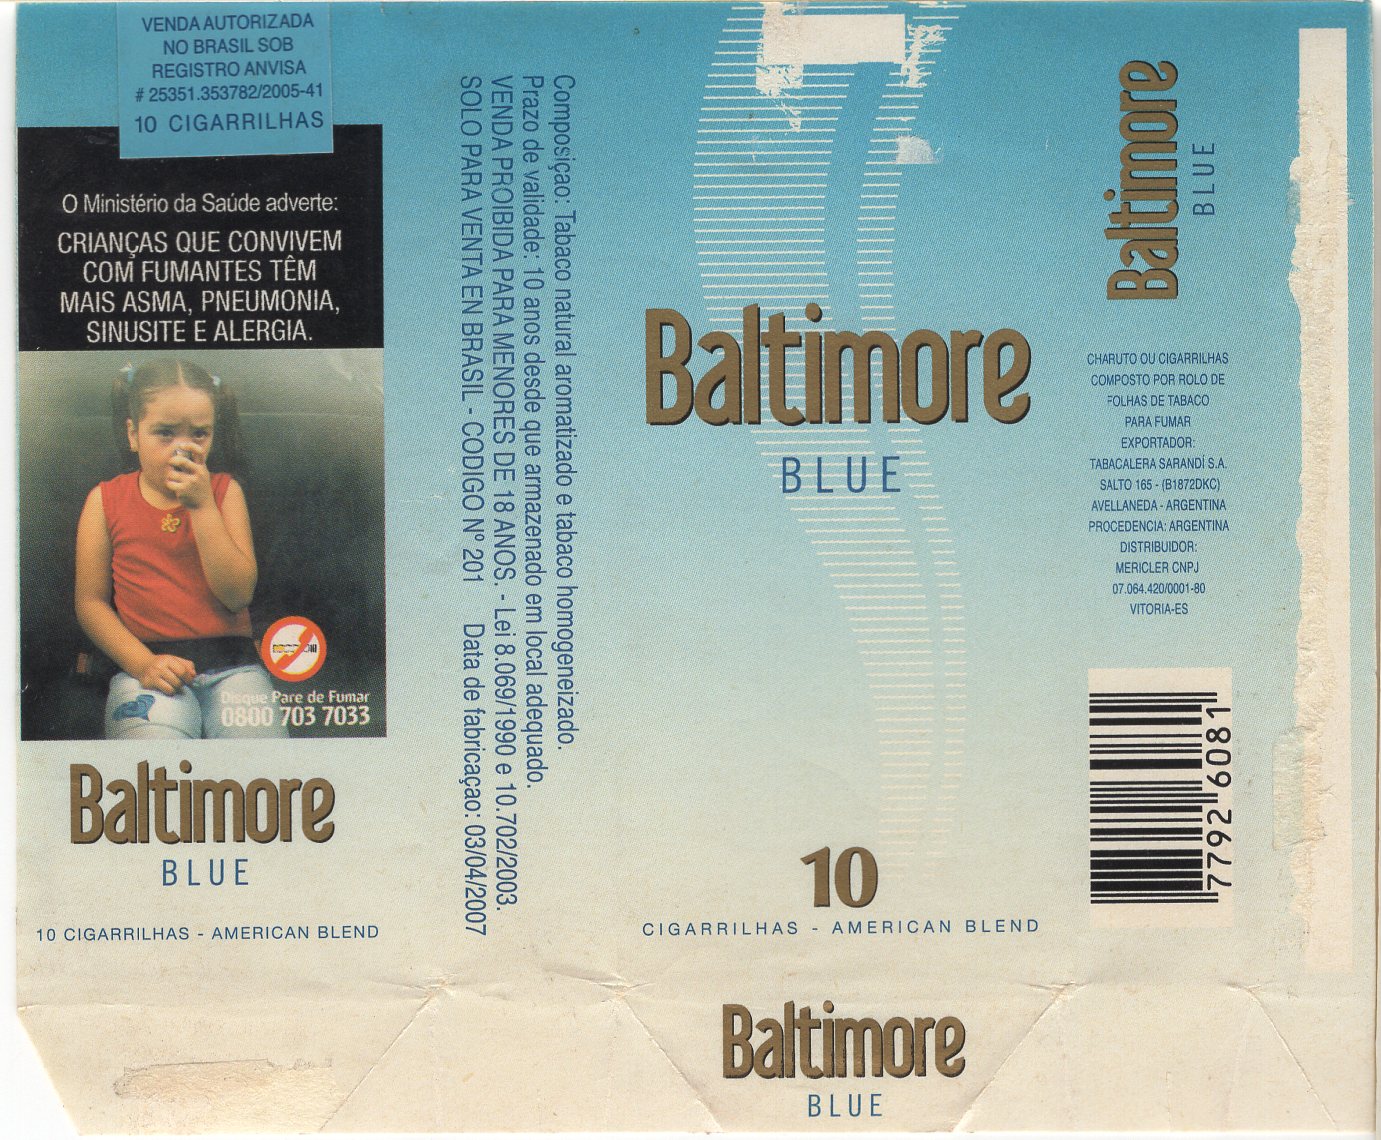 VENDA AUTORIZADA
NO BRASIL SOB
REGISTRO ANVISA
# 25351.353782/2005-41
10 CIGARRILHAS
O Ministério da Saúde adverte:
CRIANÇAS QUE CONVIVEM
COM FUMANTES TÊM
MAIS ASMA, PNEUMONIA,
SINUSITE E ALERGIA.
Disque Pare de Fumar
0800 703 7033
Baltimore
BLUE
10 CIGARRILHAS - AMERICAN BLEND
Composiçao: Tabaco natural aromatizado e tabaco homogeneizado.
Prazo de validade: 10 anos desde que armazenado em local adequado.
VENDA PROIBIDA PARA MENORES DE 18 ANOS. - Lei 8.069/1990 e 10.702/2003.
SOLO PARA VENTA EN BRASIL - CODIGO Nº 201 Data de fabricaçao: 03/04/2007
Baltimore
BLUE
10
CIGARRILHAS - AMERICAN BLEND
Baltimore
BLUE
Baltimore
BLUE
CHARUTO OU CIGARRILHAS
COMPOSTO POR ROLO DE
FOLHAS DE TABACO
PARA FUMAR
EXPORTADOR:
TABACALERA SARANDÍ S.A.
SALTO 165 - (B1872DKC)
AVELLANEDA - ARGENTINA
PROCEDENCIA: ARGENTINA
DISTRIBUIDOR:
MERICLER CNPJ
07.064.420/0001-80
VITORIA-ES
7792 6081